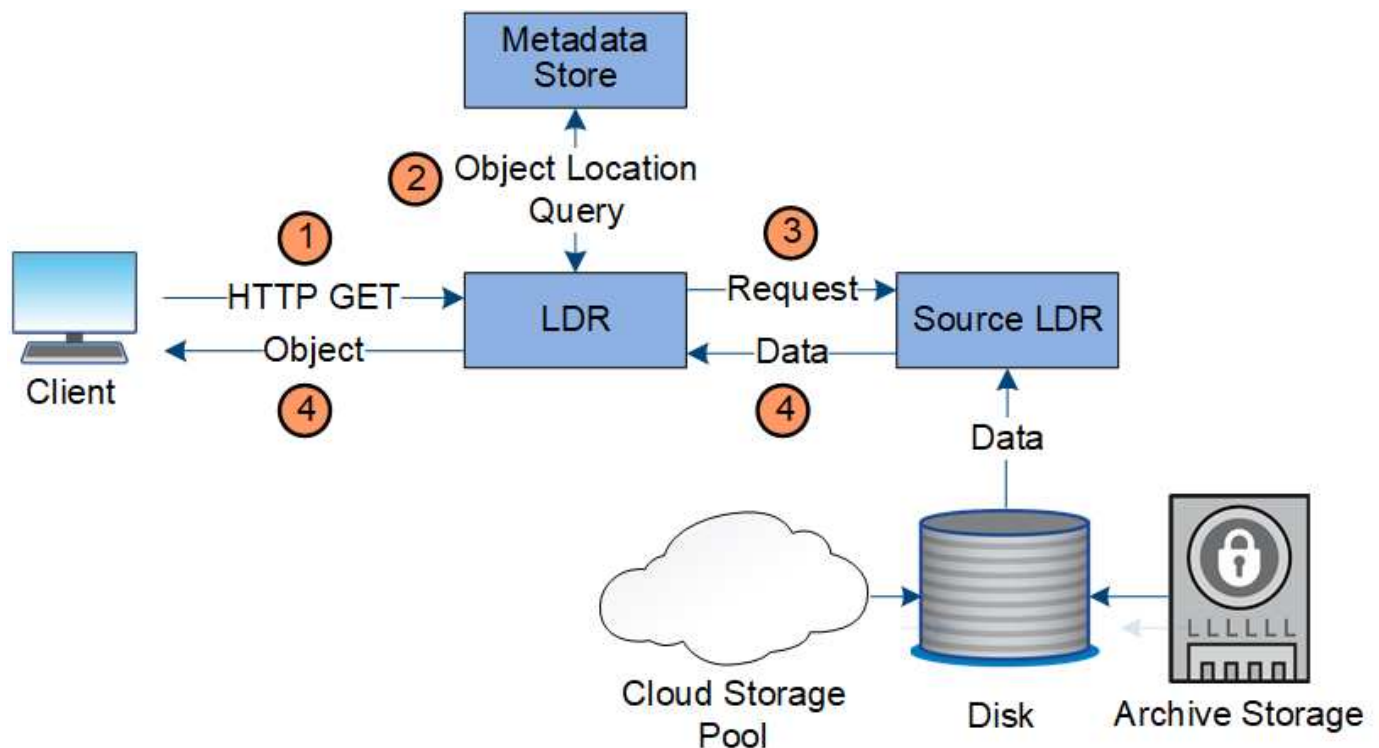 Metadata
Store
2
Object Location
Query
1
HTTP GET
3
Request
LDR
Source LDR
Object
Data
Client
4
4
Data
LLLLLL
Cloud Storage
Pool
Disk
Archive Storage